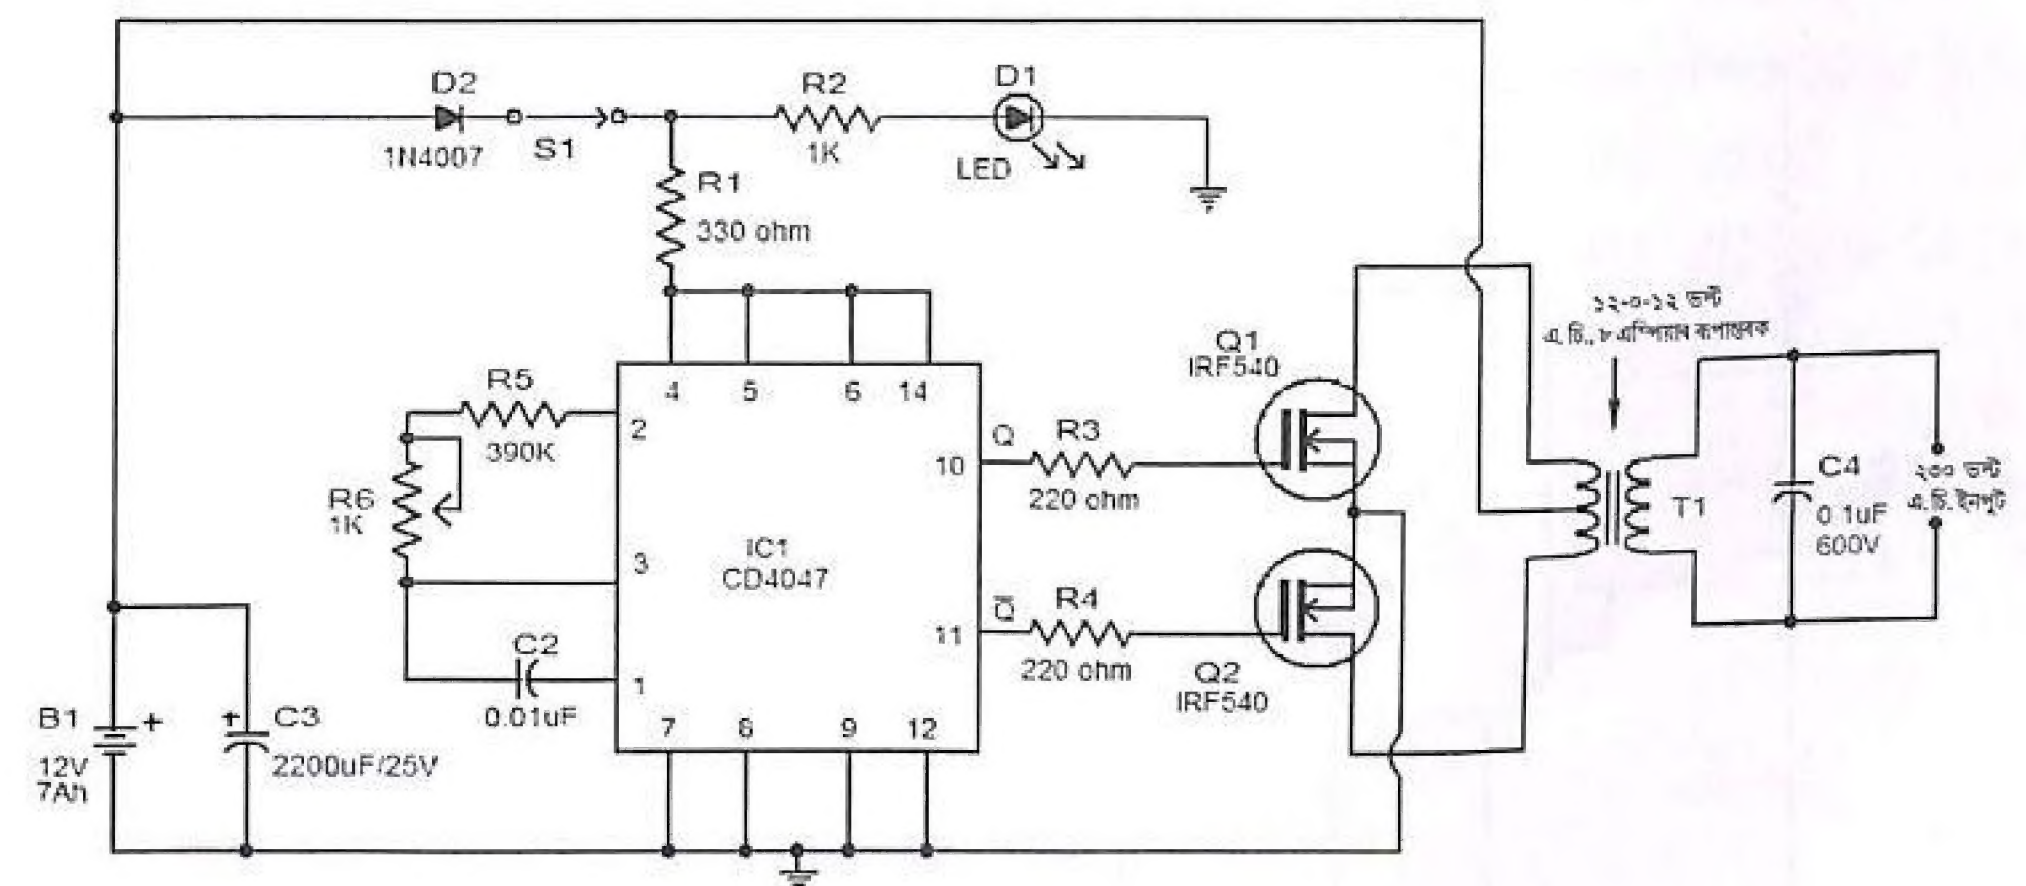 D2
1N4007
S1
R2
1K
D1
LED
R1
330 ohm
4 5 6 14
R5
390K
2
R6
1K
3
IC1
CD4047
C2
0.01uF
1
7 8 9 12
10
Q
R3
220 ohm
11
Q̅
R4
220 ohm
Q1
IRF540
Q2
IRF540
১২-০-১২ ভল্ট
এ.সি., ৮ এম্পিয়ার রূপান্তরক
T1
C4
0.1uF
600V
২৩০ ভল্ট
এ.সি. ইনপুট
B1
+
12V
7Ah
+
C3
2200uF/25V